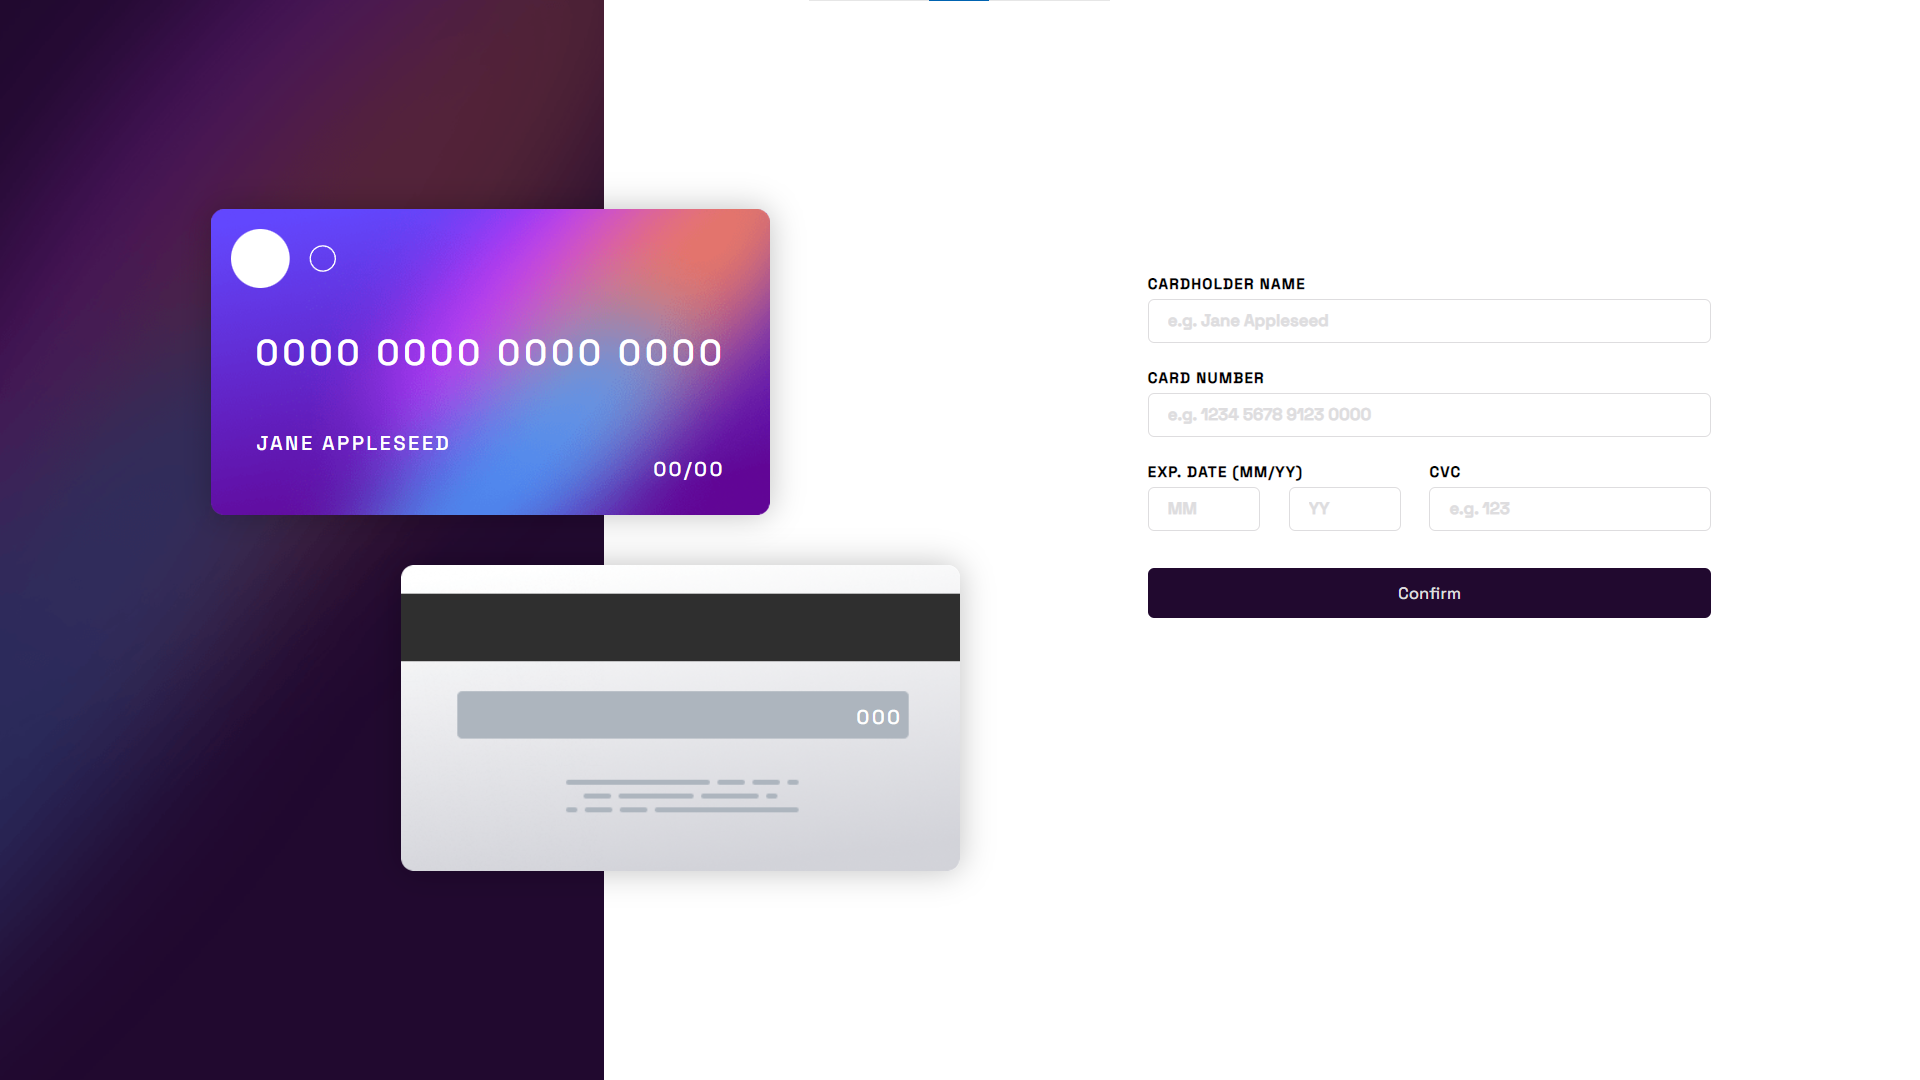 0000 0000 0000 0000
JANE APPLESEED
00/00
000
CARDHOLDER NAME
e.g. Jane Appleseed
CARD NUMBER
e.g. 1234 5678 9123 0000
EXP. DATE (MM/YY) CVC
MM YY e.g. 123
Confirm